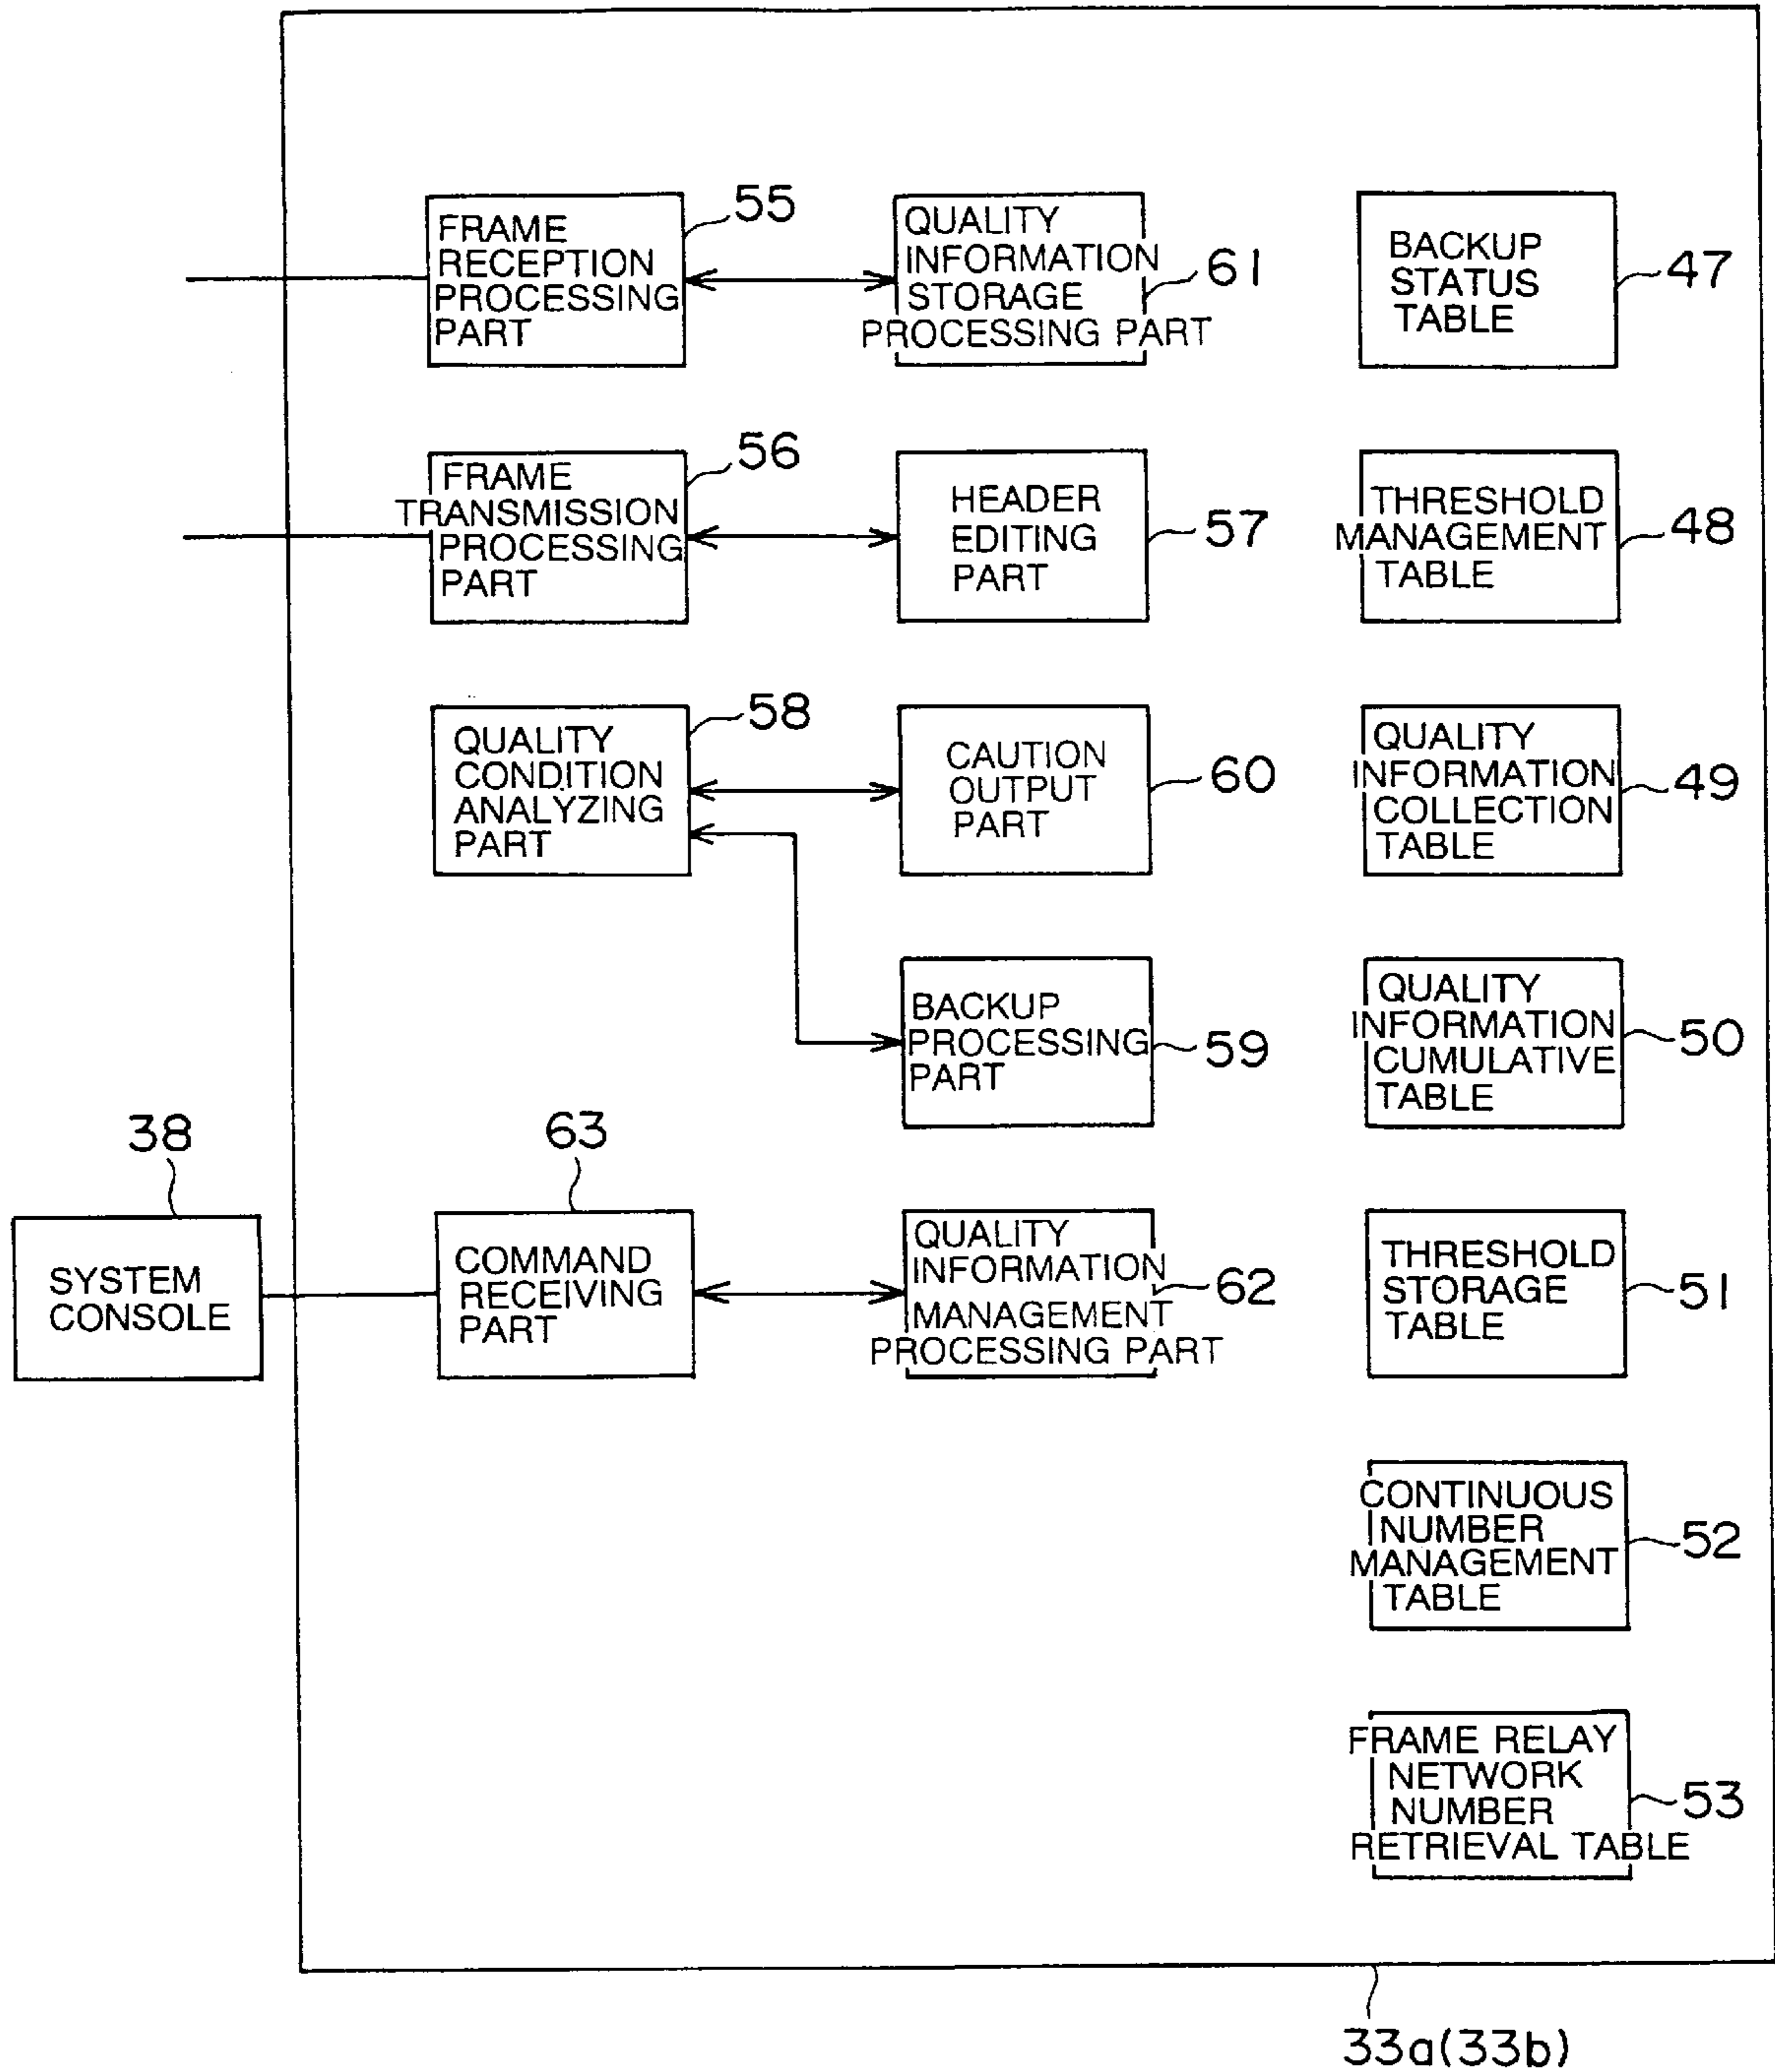 FRAME
RECEPTION
PROCESSING
PART
55
QUALITY
INFORMATION
STORAGE
PROCESSING PART
61
BACKUP
STATUS
TABLE
47
FRAME
TRANSMISSION
PROCESSING
PART
56
HEADER
EDITING
PART
57
THRESHOLD
MANAGEMENT
TABLE
48
QUALITY
CONDITION
ANALYZING
PART
58
CAUTION
OUTPUT
PART
60
QUALITY
INFORMATION
COLLECTION
TABLE
49
BACKUP
PROCESSING
PART
59
QUALITY
INFORMATION
CUMULATIVE
TABLE
50
38
SYSTEM
CONSOLE
63
COMMAND
RECEIVING
PART
QUALITY
INFORMATION
MANAGEMENT
PROCESSING PART
62
THRESHOLD
STORAGE
TABLE
51
CONTINUOUS
NUMBER
MANAGEMENT
TABLE
52
FRAME RELAY
NETWORK
NUMBER
RETRIEVAL TABLE
53
33a(33b)